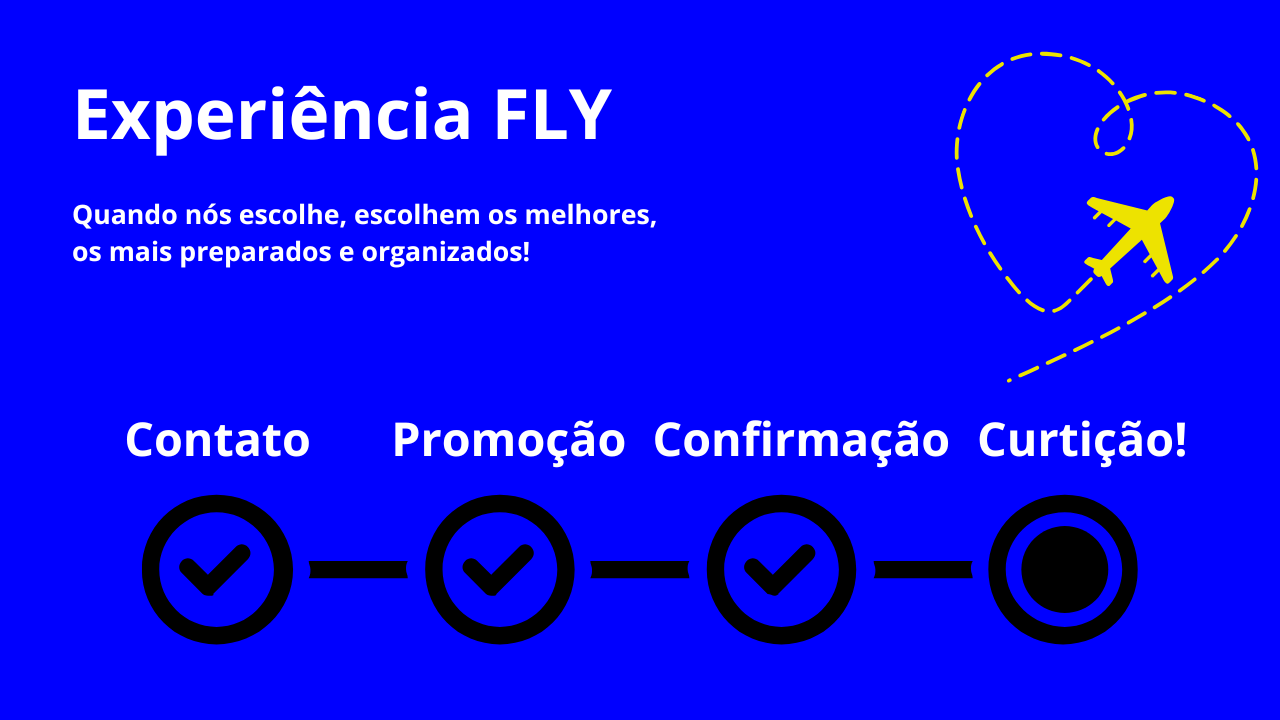 Experiência FLY
Quando nós escolhe, escolhem os melhores,
os mais preparados e organizados!
Contato
Promoção
Confirmação
Curtição!